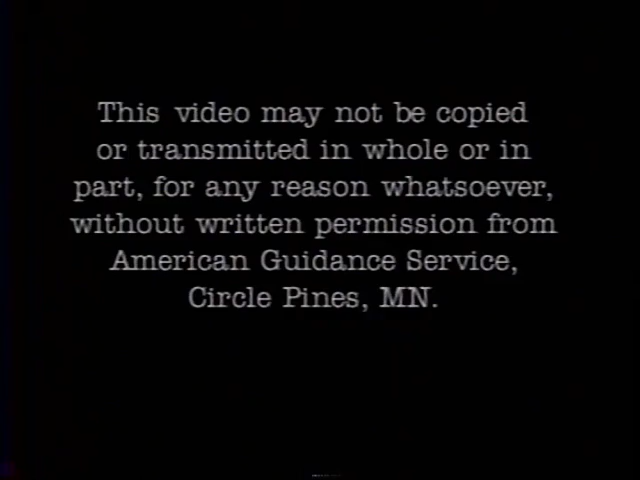 This video may not be copied
or transmitted in whole or in
part, for any reason whatsoever,
without written permission from
American Guidance Service,
Circle Pines, MN.